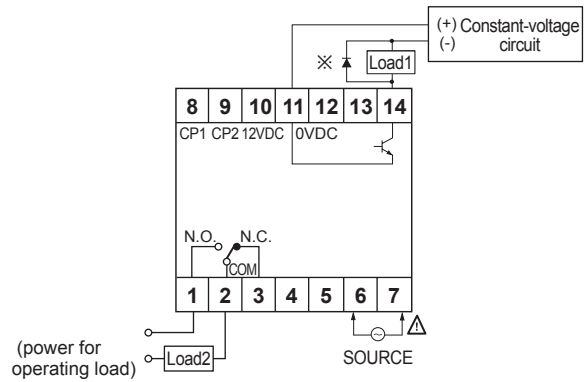 (+) Constant-voltage
(-) circuit
※ Load1
8 9 10 11 12 13 14
CP1 CP2 12VDC 0VDC
N.O. N.C.
COM
1 2 3 4 5 6 7
(power for
operating load)
Load2
SOURCE